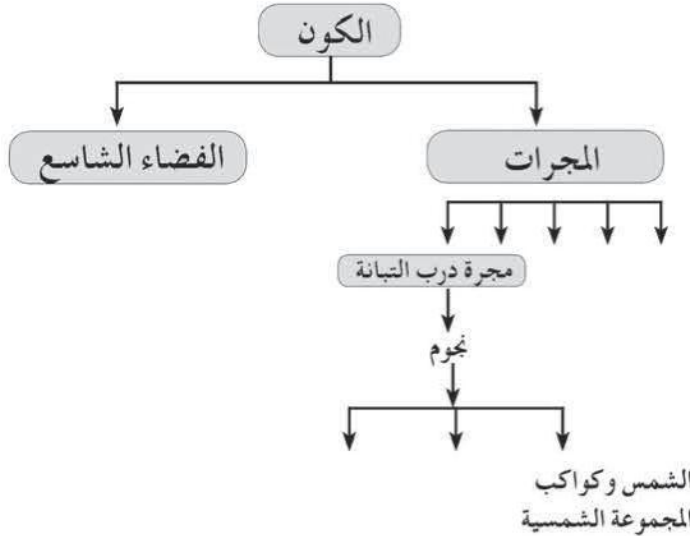 الكون
المجرات
الفضاء الشاسع
مجرة درب التبانة
نجوم
الشمس وكواكب
المجموعة الشمسية